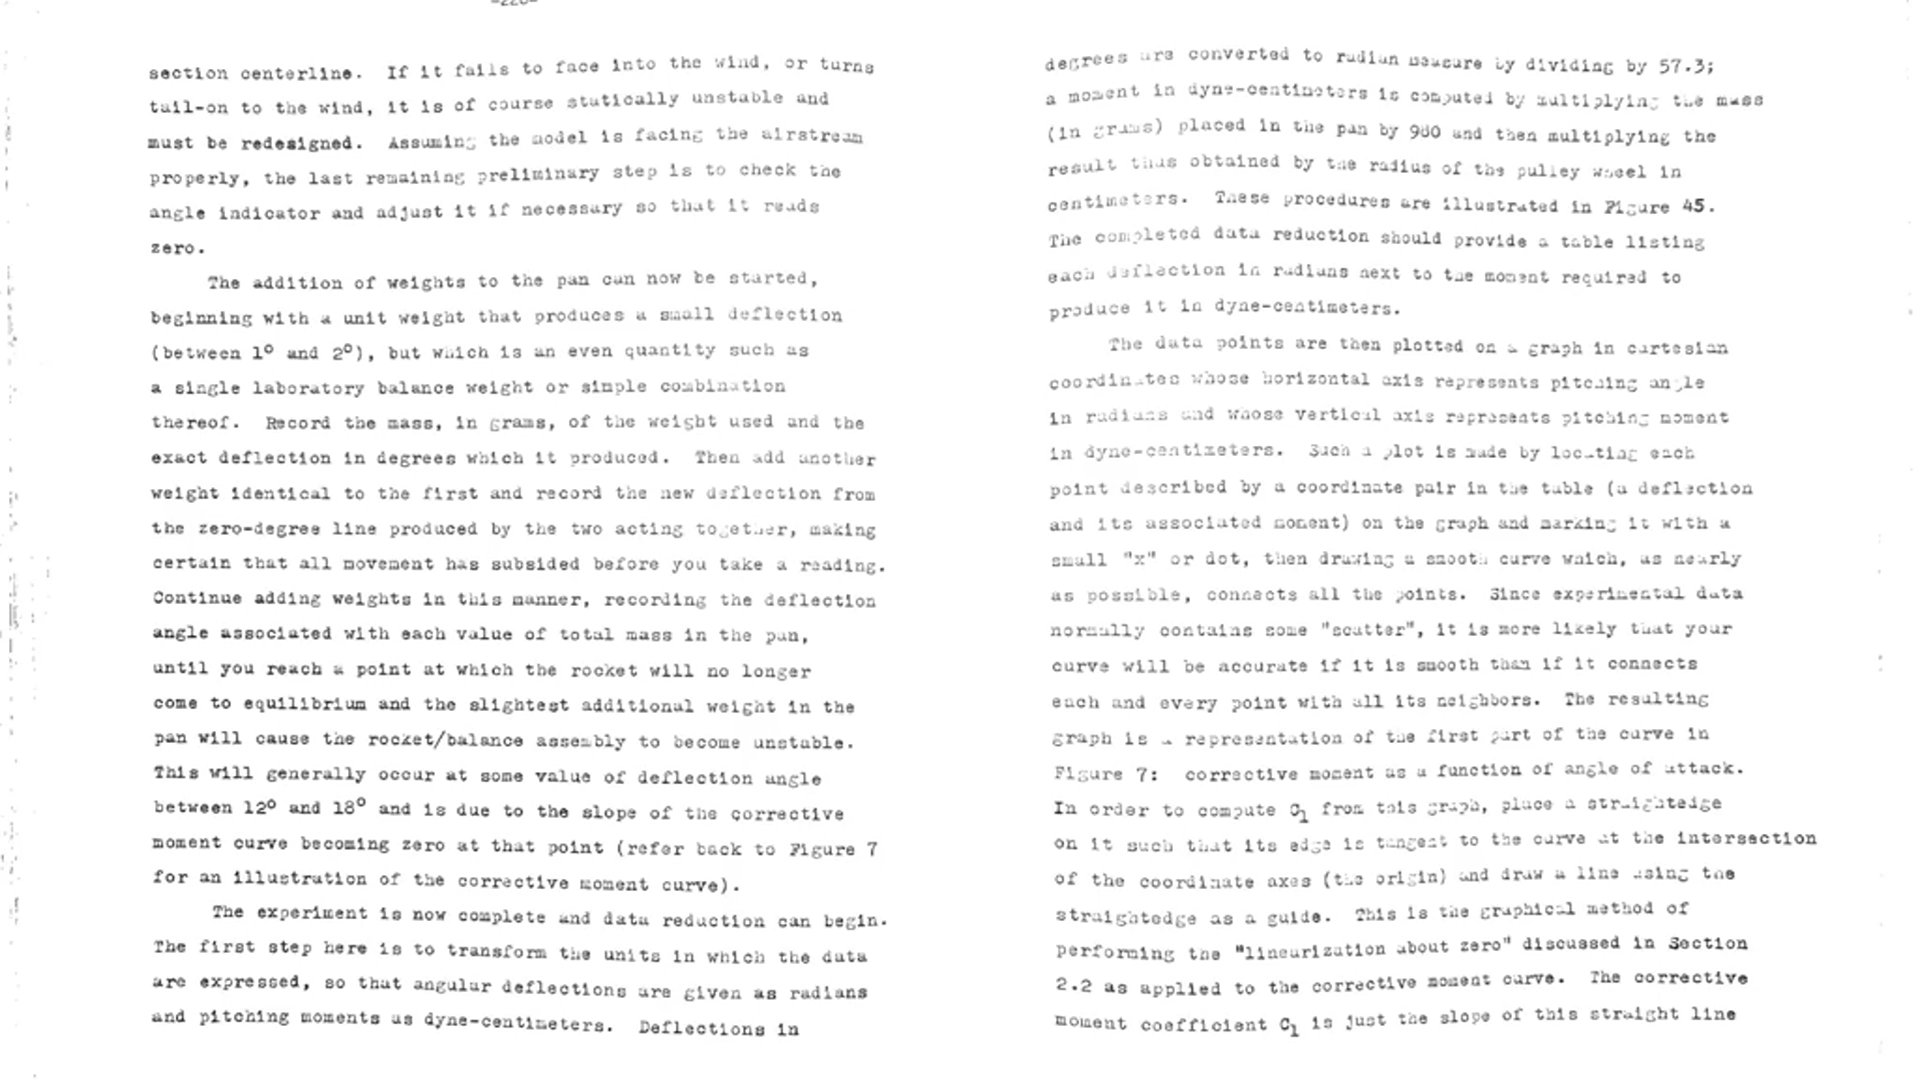 section centerline. If it fails to face into the wind, or turns
tail-on to the wind, it is of course statically unstable and
must be redesigned. Assuming the model is facing the airstream
properly, the last remaining preliminary step is to check the
angle indicator and adjust it if necessary so that it reads
zero.
The addition of weights to the pan can now be started,
beginning with a unit weight that produces a small deflection
(between 1° and 2°), but which is an even quantity such as
a single laboratory balance weight or simple combination
thereof. Record the mass, in grams, of the weight used and the
exact deflection in degrees which it produced. Then add another
weight identical to the first and record the new deflection from
the zero-degree line produced by the two acting together, making
certain that all movement has subsided before you take a reading.
Continue adding weights in this manner, recording the deflection
angle associated with each value of total mass in the pan,
until you reach a point at which the rocket will no longer
come to equilibrium and the slightest additional weight in the
pan will cause the rocket/balance assembly to become unstable.
This will generally occur at some value of deflection angle
between 12° and 18° and is due to the slope of the corrective
moment curve becoming zero at that point (refer back to Figure 7
for an illustration of the corrective moment curve).
The experiment is now complete and data reduction can begin.
The first step here is to transform the units in which the data
are expressed, so that angular deflections are given as radians
and pitching moments as dyne-centimeters. Deflections in
degrees are converted to radian measure by dividing by 57.3;
a moment in dyne-centimeters is computed by multiplying the mass
(in grams) placed in the pan by 980 and then multiplying the
result thus obtained by the radius of the pulley wheel in
centimeters. These procedures are illustrated in Figure 45.
The completed data reduction should provide a table listing
each deflection in radians next to the moment required to
produce it in dyne-centimeters.
The data points are then plotted on a graph in cartesian
coordinates whose horizontal axis represents pitching angle
in radians and whose vertical axis represents pitching moment
in dyne-centimeters. Such a plot is made by locating each
point described by a coordinate pair in the table (a deflection
and its associated moment) on the graph and marking it with a
small "x" or dot, then drawing a smooth curve which, as nearly
as possible, connects all the points. Since experimental data
normally contains some "scatter", it is more likely that your
curve will be accurate if it is smooth than if it connects
each and every point with all its neighbors. The resulting
graph is a representation of the first part of the curve in
Figure 7: corrective moment as a function of angle of attack.
In order to compute C₁ from this graph, place a straightedge
on it such that its edge is tangent to the curve at the intersection
of the coordinate axes (the origin) and draw a line using the
straightedge as a guide. This is the graphical method of
performing the "linearization about zero" discussed in Section
2.2 as applied to the corrective moment curve. The corrective
moment coefficient C₁ is just the slope of this straight line